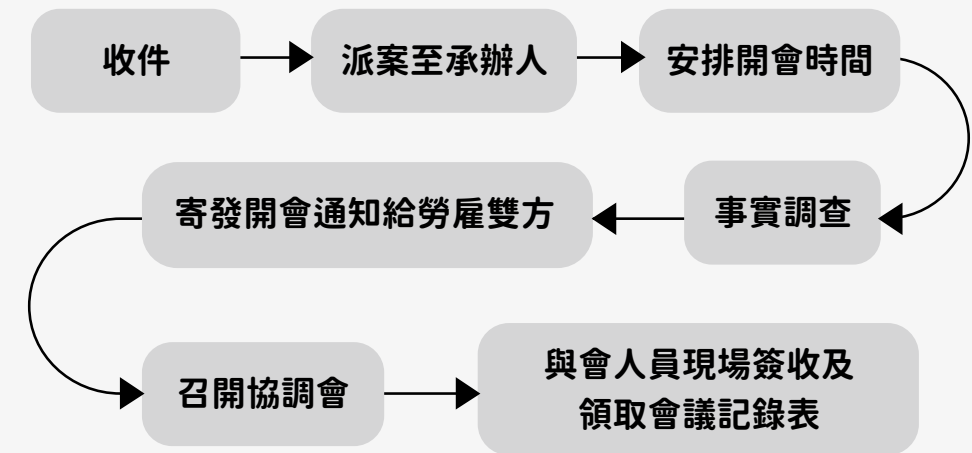 收件
派案至承辦人
安排開會時間
事實調查
寄發開會通知給勞雇雙方
召開協調會
與會人員現場簽收及
領取會議記錄表